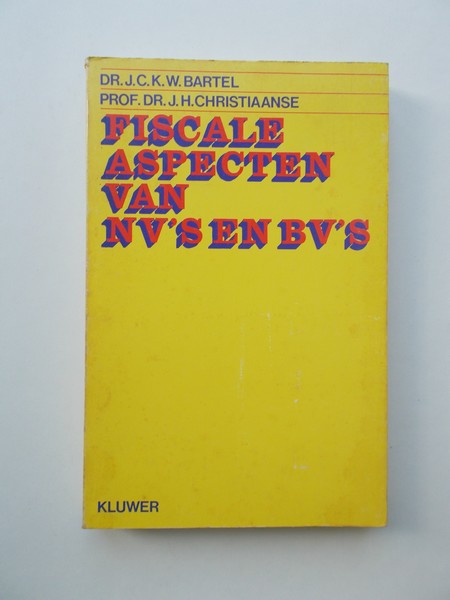 DR.J.C.K.W.BARTEL
PROF.DR.J.H.CHRISTIAANSE
FISCALE
ASPECTEN
VAN
NV'S EN BV'S
KLUWER